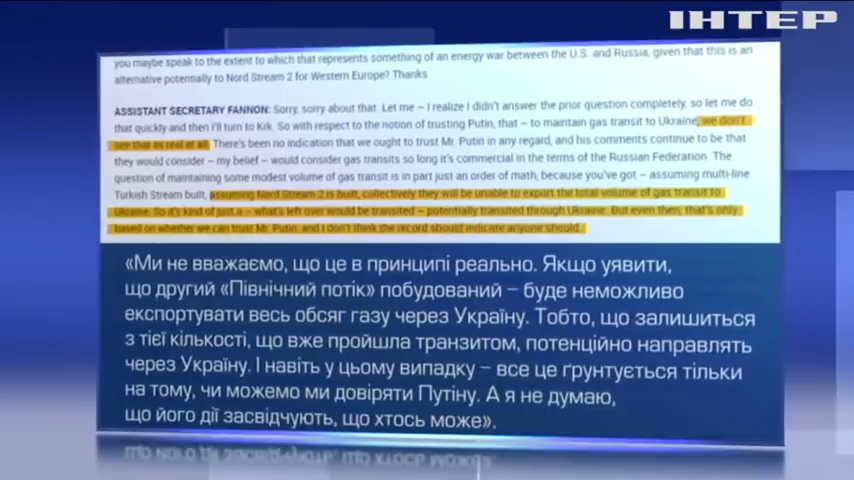 ІНТЕР
you maybe speak to the extent to which that represents something of an energy war between the U.S. and Russia, given that this is an
alternative potentially to Nord Stream 2 for Western Europe? Thanks
ASSISTANT SECRETARY FANNON: Sorry, sorry about that. Let me – I realize I didn't answer the prior question completely, so let me do
that quickly and then I'll turn to Kirk. So with respect to the notion of trusting Putin, that – to maintain gas transit to Ukraine, we don't
see that as real at all. There's been no indication that we ought to trust Mr. Putin in any regard, and his comments continue to be that
they would consider – my belief – would consider gas transits so long it's commercial in the terms of the Russian Federation. The
question of maintaining some modest volume of gas transit is in part just an order of math, because you've got – assuming multi-line
Turkish Stream built, assuming Nord Stream 2 is built, collectively they will be unable to export the total volume of gas transit to
Ukraine. So it's kind of just a – what's left over would be transited – potentially transited through Ukraine. But even then, that's only
based on whether we can trust Mr. Putin, and I don't think the record should indicate anyone should.
«Ми не вважаємо, що це в принципі реально. Якщо уявити,
що другий «Північний потік» побудований – буде неможливо
експортувати весь обсяг газу через Україну. Тобто, що залишиться
з тієї кількості, що вже пройшла транзитом, потенційно направлять
через Україну. І навіть у цьому випадку – все це ґрунтується тільки
на тому, чи можемо ми довіряти Путіну. А я не думаю,
що його дії засвідчують, що хтось може».